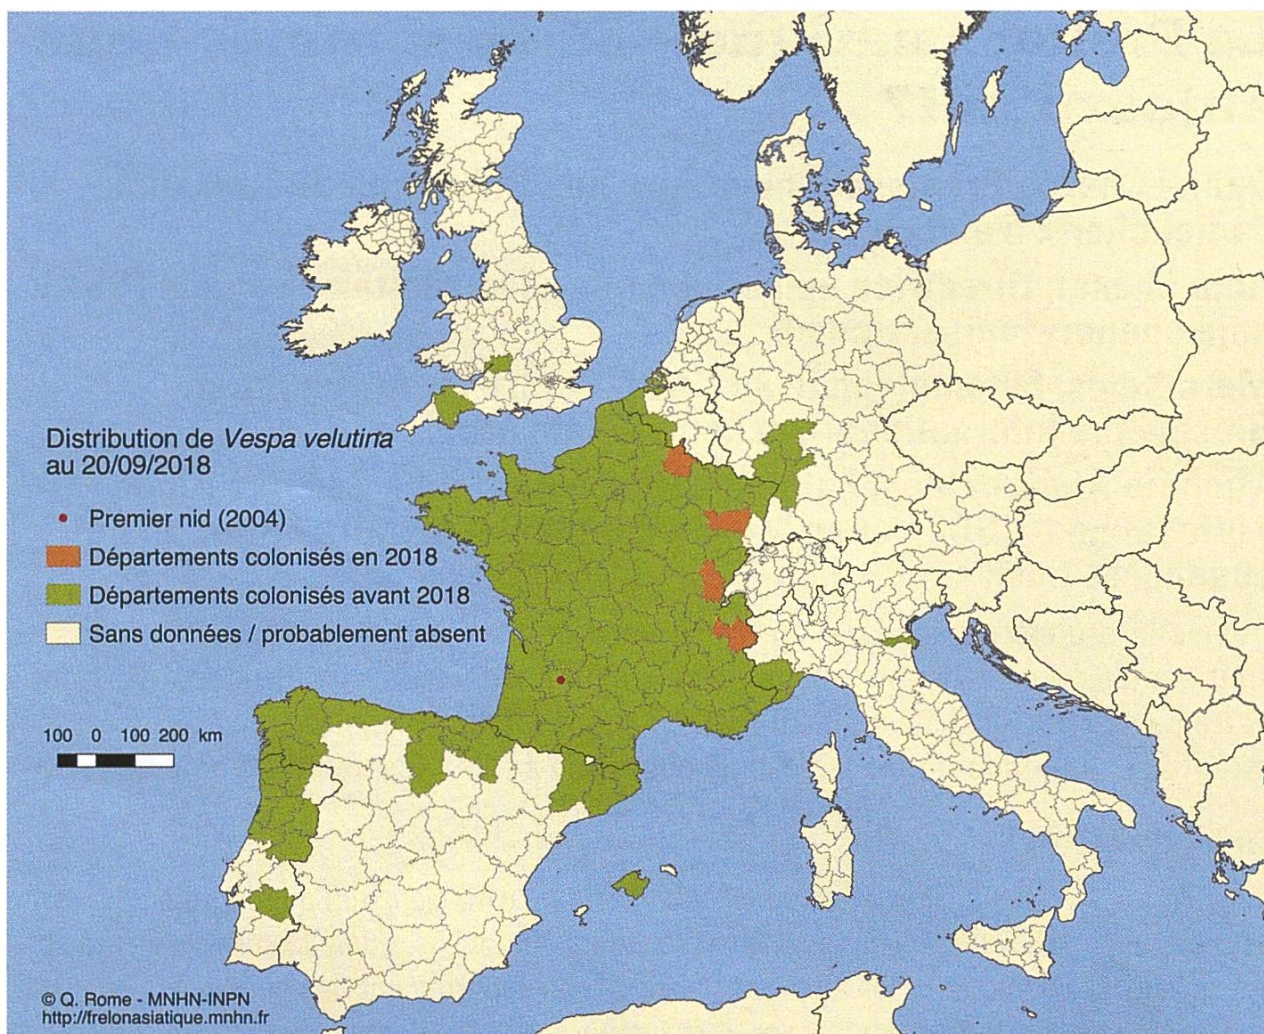 Distribution de Vespa velutina
au 20/09/2018
Premier nid (2004)
Départements colonisés en 2018
Départements colonisés avant 2018
Sans données / probablement absent
100 0 100 200 km
© Q. Rome - MNHN-INPN
http://frelonasiatique.mnhn.fr